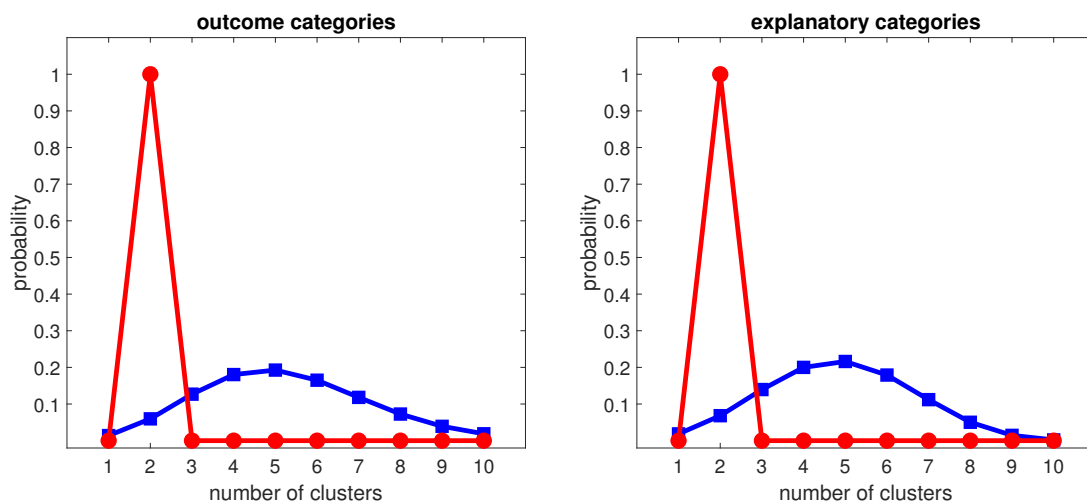 outcome categories
probability
1
0.9
0.8
0.7
0.6
0.5
0.4
0.3
0.2
0.1
1 2 3 4 5 6 7 8 9 10
number of clusters
explanatory categories
probability
1
0.9
0.8
0.7
0.6
0.5
0.4
0.3
0.2
0.1
1 2 3 4 5 6 7 8 9 10
number of clusters